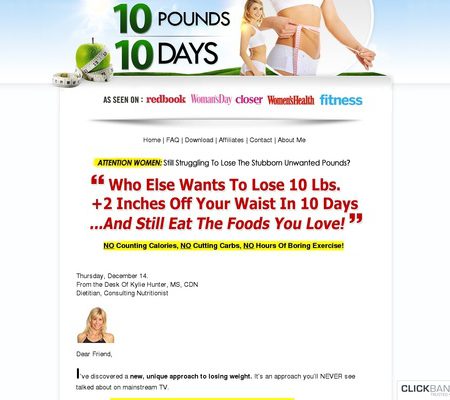 10 POUNDS
10 DAYS
AS SEEN ON : redbook Woman'sDay closer Women'sHealth fitness
Home | FAQ | Download | Affiliates | Contact | About Me
ATTENTION WOMEN: Still Struggling To Lose The Stubborn Unwanted Pounds?
“ Who Else Wants To Lose 10 Lbs.
+2 Inches Off Your Waist In 10 Days
...And Still Eat The Foods You Love! ”
NO Counting Calories, NO Cutting Carbs, NO Hours Of Boring Exercise!
Thursday, December 14.
From the Desk Of Kylie Hunter, MS, CDN
Dietitian, Consulting Nutritionist
Dear Friend,
I've discovered a new, unique approach to losing weight. It's an approach you'll NEVER see
talked about on mainstream TV.
CLICKBAN
TRUSTED